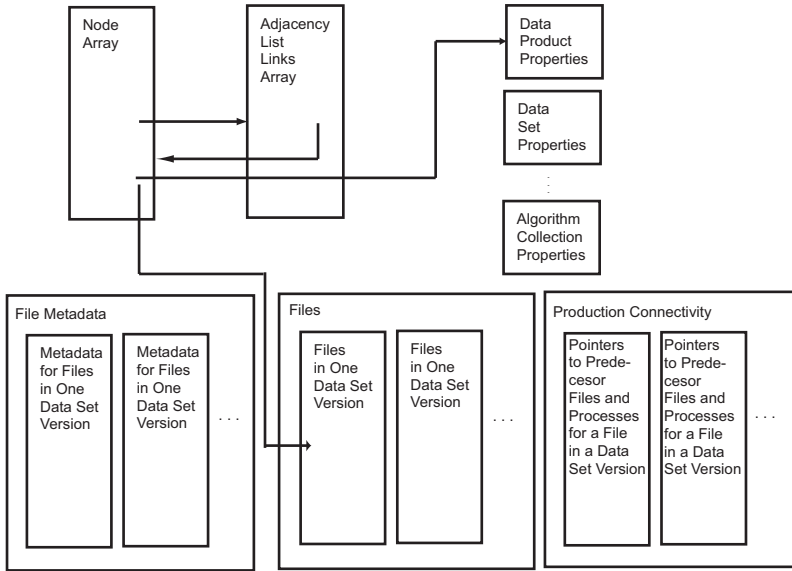 Node
Array
Adjacency
List
Links
Array
Data
Product
Properties
Data
Set
Properties
. . .
Algorithm
Collection
Properties
File Metadata
Metadata
for Files
in One
Data Set
Version
Metadata
for Files
in One
Data Set
Version
. . .
Files
Files
in One
Data Set
Version
Files
in One
Data Set
Version
. . .
Production Connectivity
Pointers
to Prede-
cesor
Files and
Processes
for a File
in a Data
Set Version
Pointers
to Prede-
cesor
Files and
Processes
for a File
in a Data
Set Version
. . .